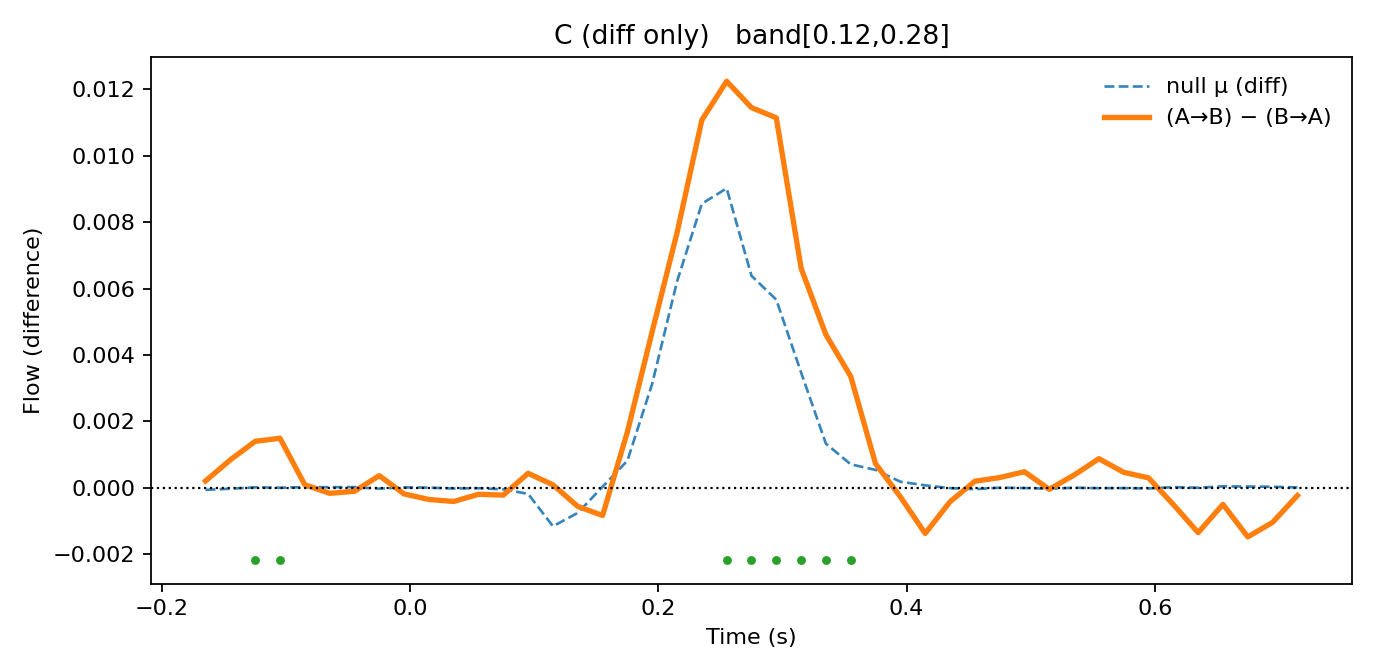 C (diff only)   band[0.12,0.28]
null μ (diff)
(A→B) − (B→A)
Flow (difference)
0.012
0.010
0.008
0.006
0.004
0.002
0.000
−0.002
−0.2
0.0
0.2
0.4
0.6
Time (s)